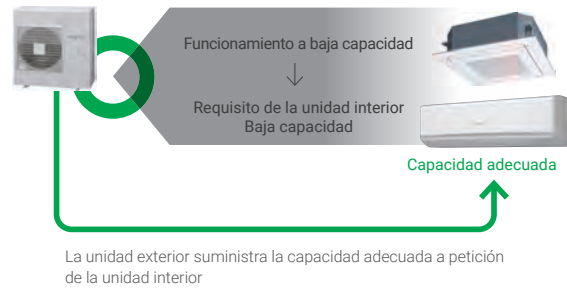 Funcionamiento a baja capacidad
Requisito de la unidad interior
Baja capacidad
Capacidad adecuada
La unidad exterior suministra la capacidad adecuada a petición
de la unidad interior